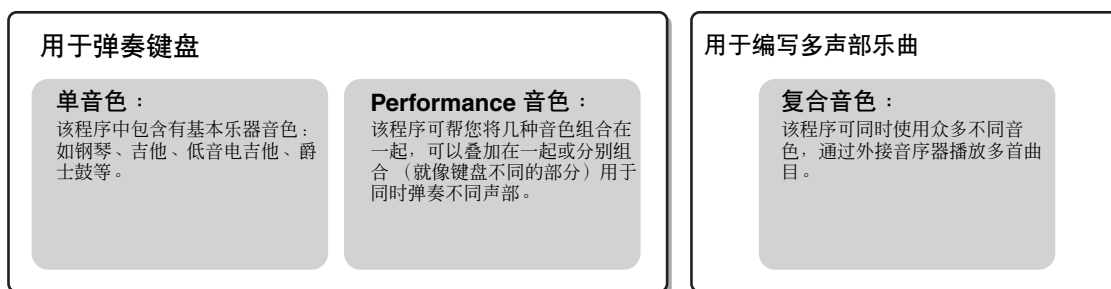 用于弹奏键盘
单音色：
该程序中包含有基本乐器音色：
如钢琴、吉他、低音电吉他、爵
士鼓等。
Performance 音色：
该程序可帮您将几种音色组合在
一起，可以叠加在一起或分别组
合 （就像键盘不同的部分）用于
同时弹奏不同声部。
用于编写多声部乐曲
复合音色：
该程序可同时使用众多不同音
色，通过外接音序器播放多首曲
目。